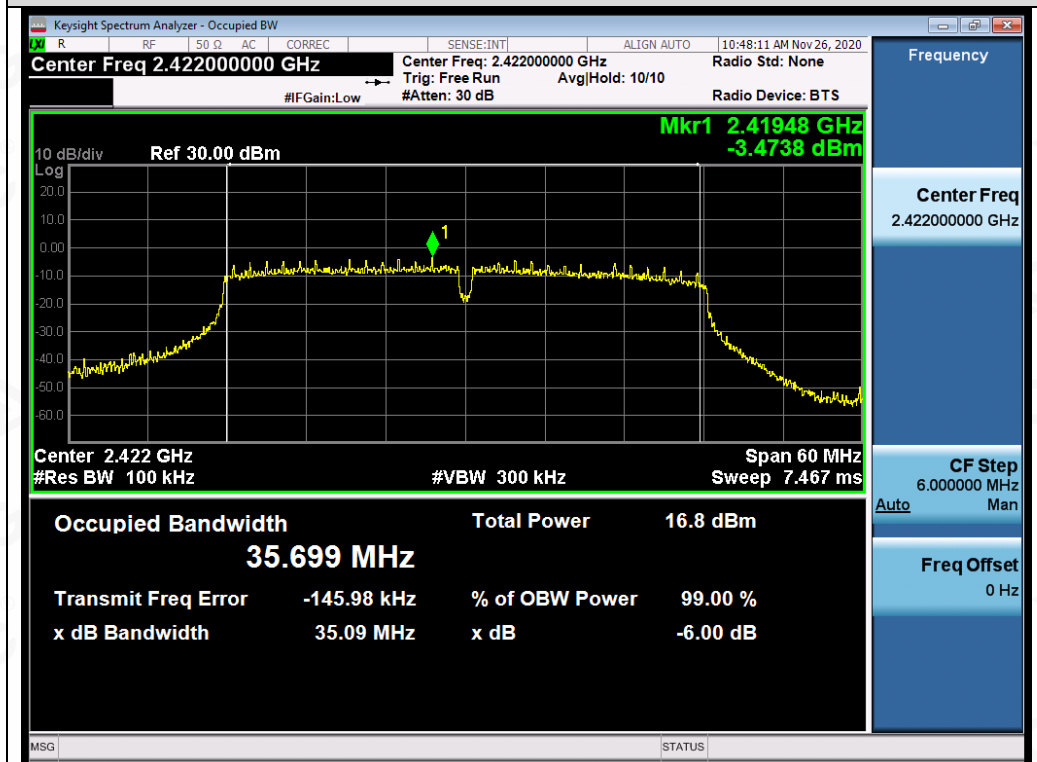 Keysight Spectrum Analyzer - Occupied BW
LXI R RF 50 Ω AC CORREC SENSE:INT ALIGN AUTO 10:48:11 AM Nov 26, 2020
Center Freq 2.422000000 GHz
Center Freq: 2.422000000 GHz Radio Std: None
Trig: Free Run Avg|Hold: 10/10
#IFGain:Low #Atten: 30 dB Radio Device: BTS
Mkr1 2.41948 GHz
-3.4738 dBm
10 dB/div Ref 30.00 dBm
Log
20.0
10.0
0.00
-10.0
-20.0
-30.0
-40.0
-50.0
-60.0
1
Center 2.422 GHz Span 60 MHz
#Res BW 100 kHz #VBW 300 kHz Sweep 7.467 ms
Occupied Bandwidth Total Power 16.8 dBm
35.699 MHz
Transmit Freq Error -145.98 kHz % of OBW Power 99.00 %
x dB Bandwidth 35.09 MHz x dB -6.00 dB
MSG STATUS
Frequency
Center Freq
2.422000000 GHz
CF Step
6.000000 MHz
Auto Man
Freq Offset
0 Hz